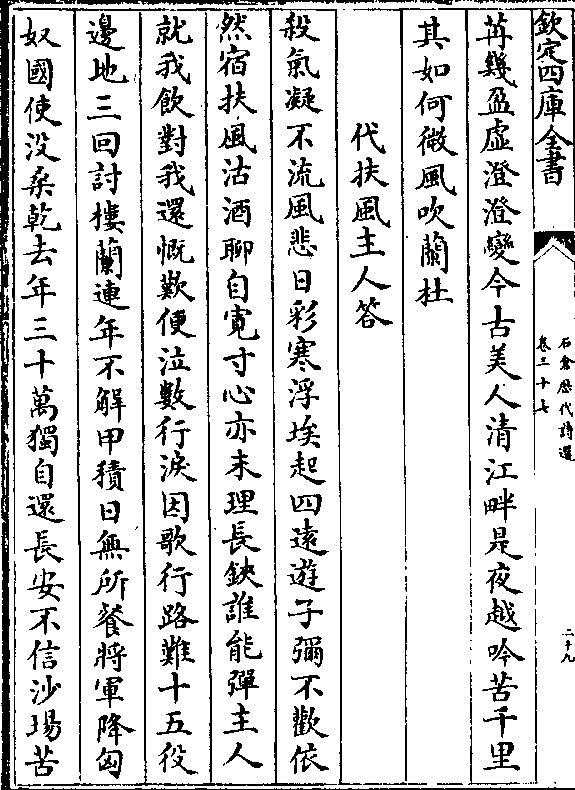 欽定四庫全書
石倉歷代詩選
卷三十七
二十九
苒幾盈虛澄澄變今古美人清江畔是夜越吟苦千里
其如何微風吹蘭杜
代扶風主人答
殺氣凝不流風悲日彩寒浮埃起四遠遊子彌不歡依
然宿扶風沽酒聊自寛寸心亦未理長鋏誰能彈主人
就我飲對我還慨歎便泣數行淚因歌行路難十五役
邊地三回討樓蘭連年不解甲積日無所餐將軍降匈
奴國使没桑乾去年三十萬獨自還長安不信沙場苦